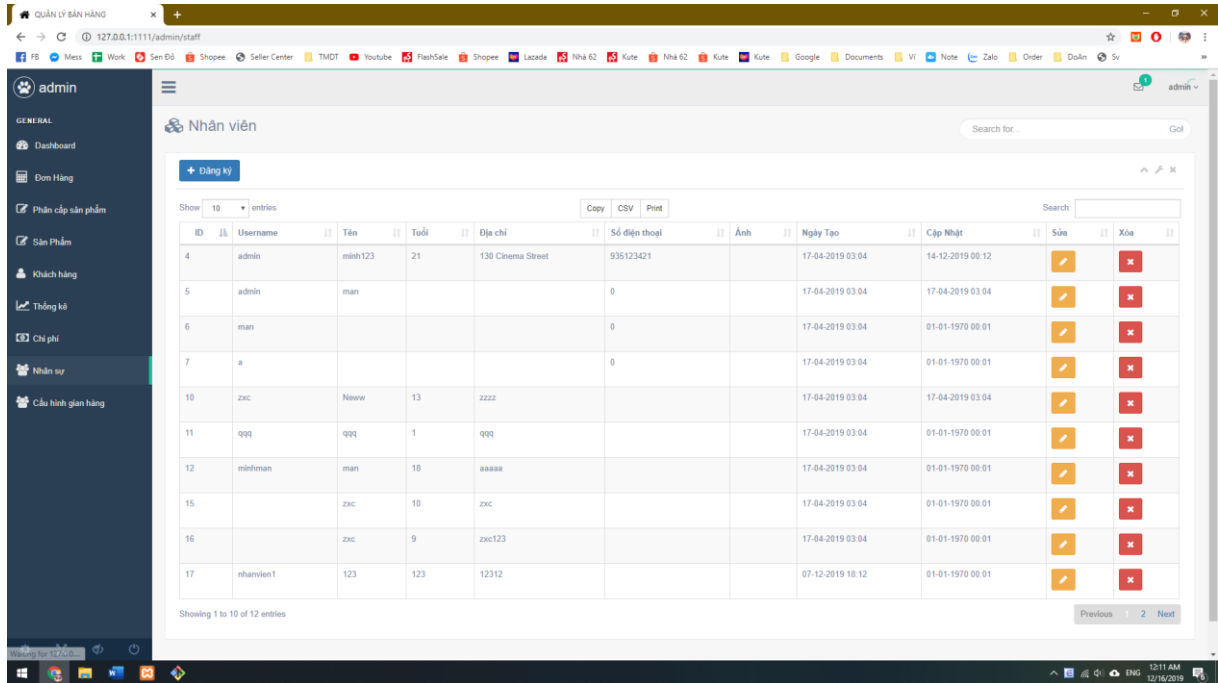 QUẢN LÝ BÁN HÀNG
127.0.0.1:1111/admin/staff
FB Mess Work Sen Đỏ Shopee Seller Center TMDT Youtube FlashSale Shopee Lazada Nhà 62 Kute Nhà 62 Kute Kute Google Documents Ví Note Zalo Order DoAn Sv
admin
1
admin
GENERAL
Dashboard
Đơn Hàng
Phân cấp sản phẩm
Sản Phẩm
Khách hàng
Thống kê
Chi phí
Nhân sự
Cấu hình gian hàng
Nhân viên
Search for...
Go!
+ Đăng ký
Show 10 entries
Copy CSV Print
Search:
ID Username Tên Tuổi Địa chỉ Số điện thoại Ảnh Ngày Tạo Cập Nhật Sửa Xóa
4 admin minh123 21 130 Cinema Street 935123421 17-04-2019 03:04 14-12-2019 00:12
5 admin man 0 17-04-2019 03:04 17-04-2019 03:04
6 man 0 17-04-2019 03:04 01-01-1970 00:01
7 a 0 17-04-2019 03:04 01-01-1970 00:01
10 zxc Neww 13 zzzz 17-04-2019 03:04 17-04-2019 03:04
11 qqq qqq 1 qqq 17-04-2019 03:04 01-01-1970 00:01
12 minhman man 18 aaaaa 17-04-2019 03:04 01-01-1970 00:01
15 zxc 10 zxc 17-04-2019 03:04 01-01-1970 00:01
16 zxc 9 zxc123 17-04-2019 03:04 01-01-1970 00:01
17 nhanvien1 123 123 12312 07-12-2019 18:12 01-01-1970 00:01
Showing 1 to 10 of 12 entries
Previous 1 2 Next
Waiting for 127.0.0...
ENG
12:11 AM
12/16/2019